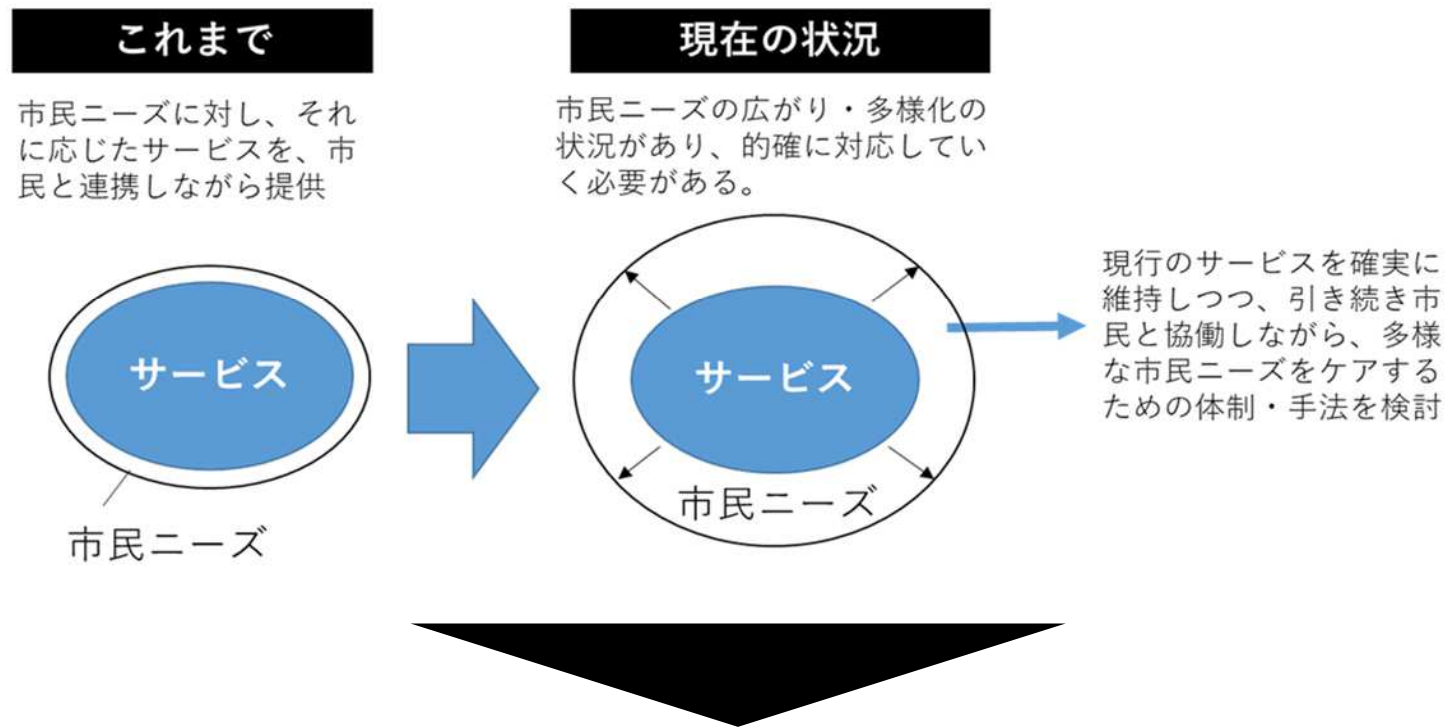 これまで
市民ニーズに対し、それ
に応じたサービスを、市
民と連携しながら提供
サービス
市民ニーズ
現在の状況
市民ニーズの広がり・多様化の
状況があり、的確に対応してい
く必要がある。
サービス
市民ニーズ
現行のサービスを確実に
維持しつつ、引き続き市
民と協働しながら、多様
な市民ニーズをケアする
ための体制・手法を検討